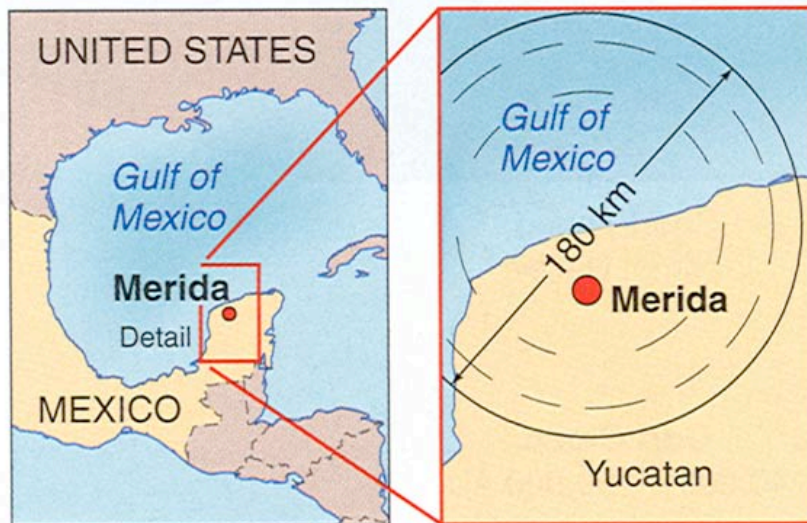 UNITED STATES
Gulf of
Mexico
Merida
Detail
MEXICO
Gulf of
Mexico
180 km
Merida
Yucatan